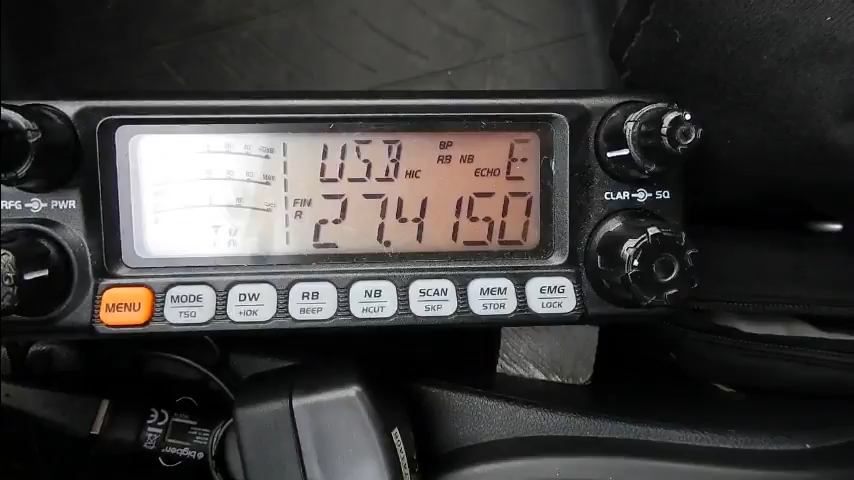 USB HIC BP RB NB ECHO E
FIN R 27.4150
TX
RFG PWR
CLAR SQ
MENU
MODE TSQ
DW +10K
RB BEEP
NB HCUT
SCAN SKP
MEM STOR
EMG LOCK
CE
bigben